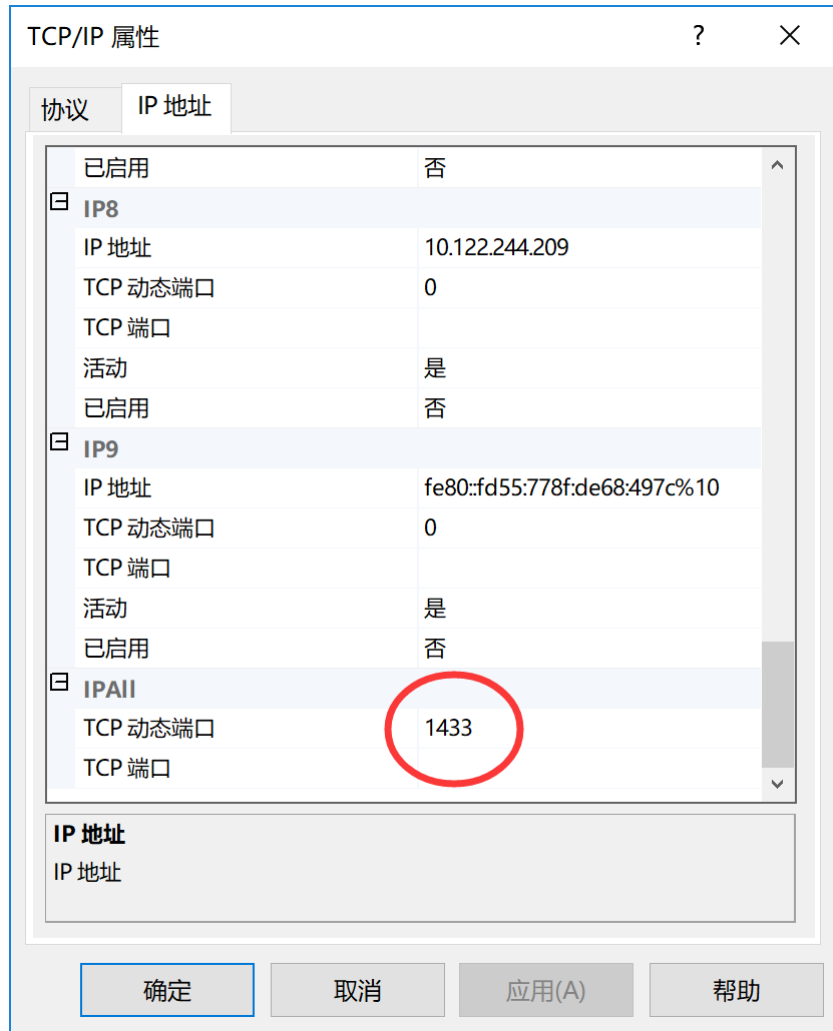 TCP/IP 属性 ?
协议 IP 地址
已启用 否
IP8
IP 地址 10.122.244.209
TCP 动态端口 0
TCP 端口
活动 是
已启用 否
IP9
IP 地址 fe80::fd55:778f:de68:497c%10
TCP 动态端口 0
TCP 端口
活动 是
已启用 否
IPAll
TCP 动态端口 1433
TCP 端口
IP 地址
IP 地址
确定 取消 应用(A) 帮助